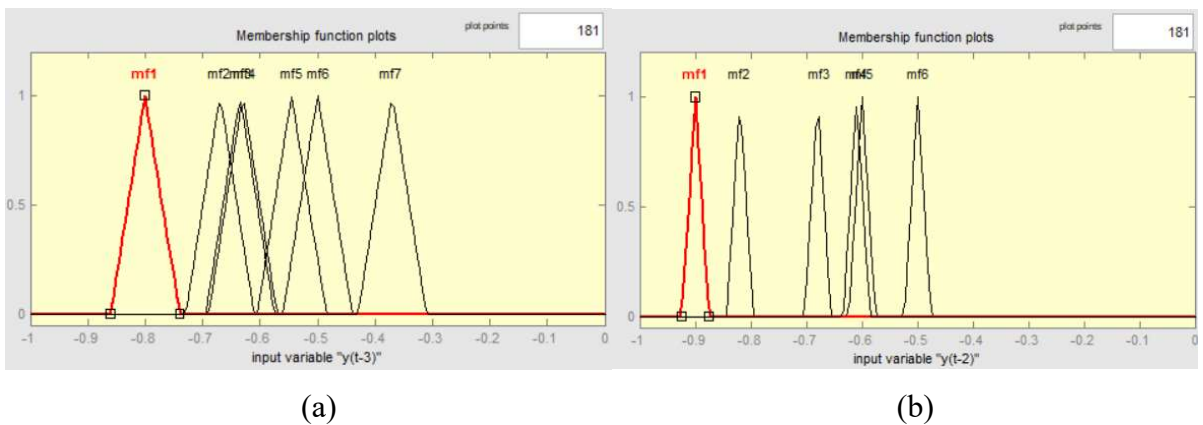 plot points: 181
Membership function plots
mf1 mf2 mf3 mf4 mf5 mf6 mf7
1
0.5
0
-1 -0.9 -0.8 -0.7 -0.6 -0.5 -0.4 -0.3 -0.2 -0.1 0
input variable "y(t-3)"
(a)
plot points: 181
Membership function plots
mf1 mf2 mf3 mf4 mf5 mf6
1
0.5
0
-1 -0.9 -0.8 -0.7 -0.6 -0.5 -0.4 -0.3 -0.2 -0.1 0
input variable "y(t-2)"
(b)